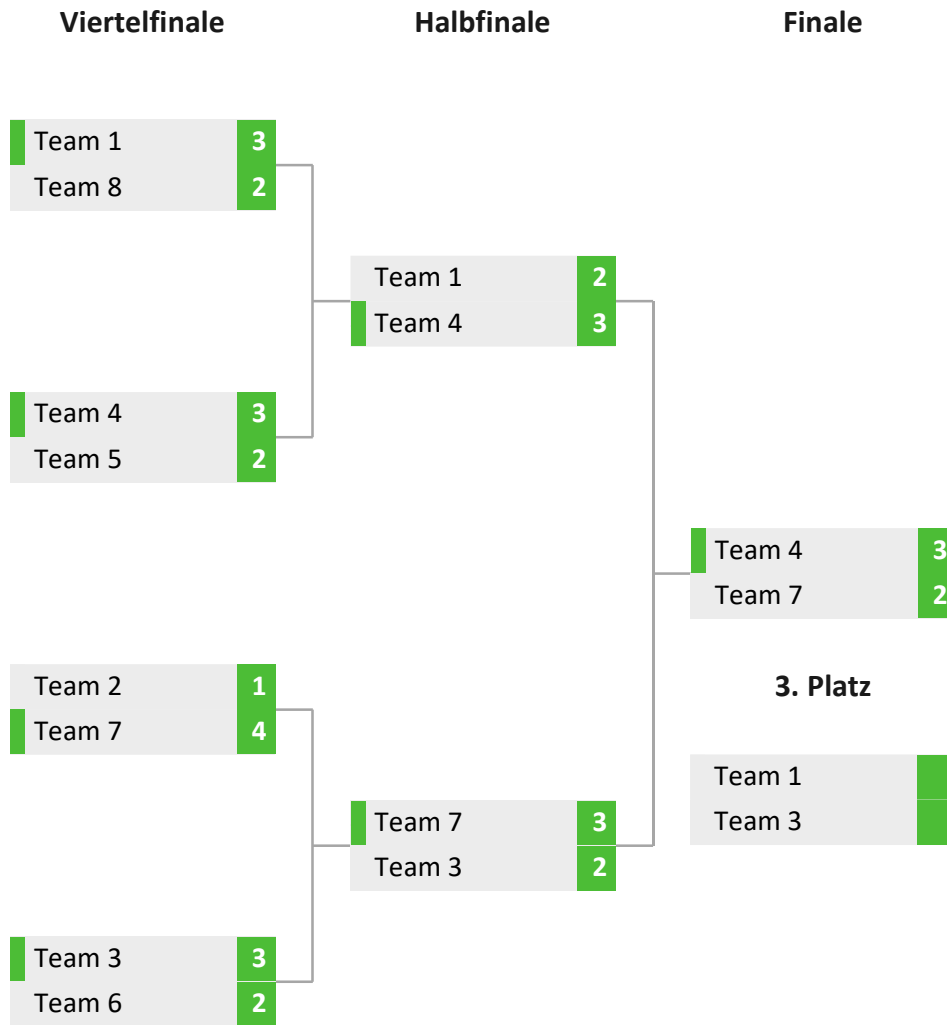 Viertelfinale Halbfinale Finale
Team 1 3
Team 8 2
Team 1 2
Team 4 3
Team 4 3
Team 5 2
Team 4 3
Team 7 2
Team 2 1
Team 7 4
3. Platz
Team 1
Team 3
Team 7 3
Team 3 2
Team 3 3
Team 6 2